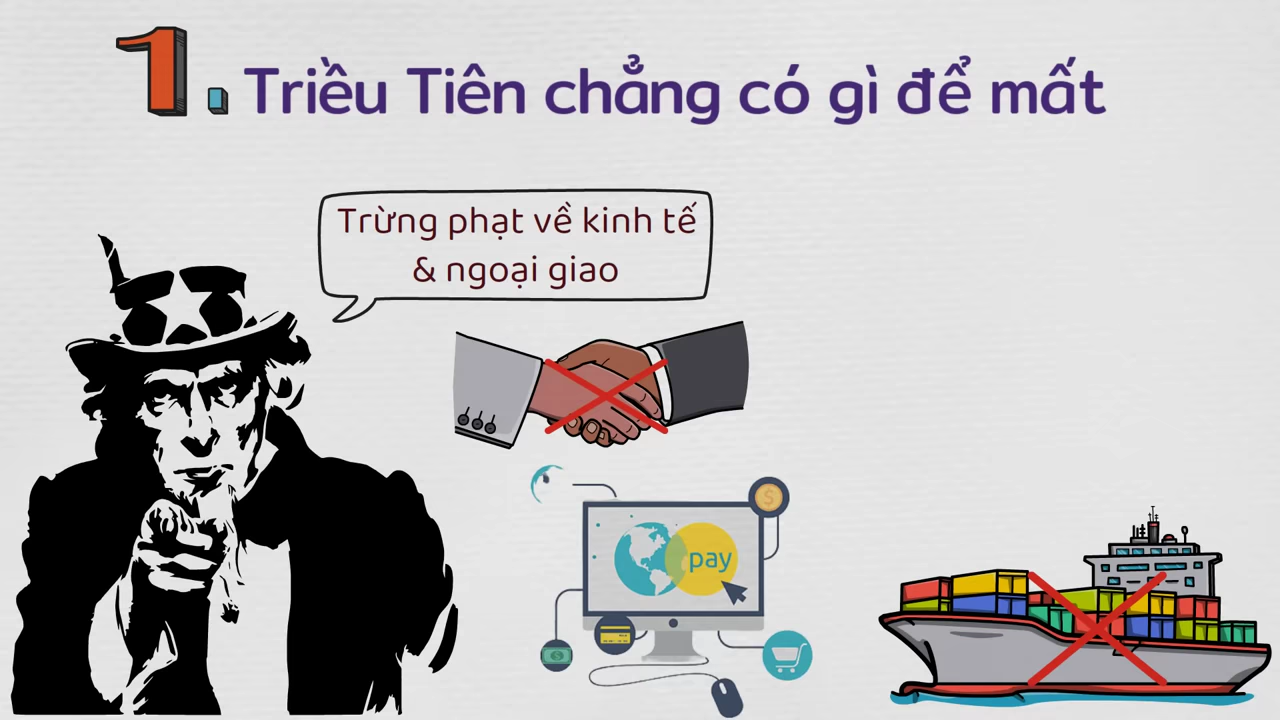 1. Triều Tiên chẳng có gì để mất
Trừng phạt về kinh tế
& ngoại giao
$
pay
$